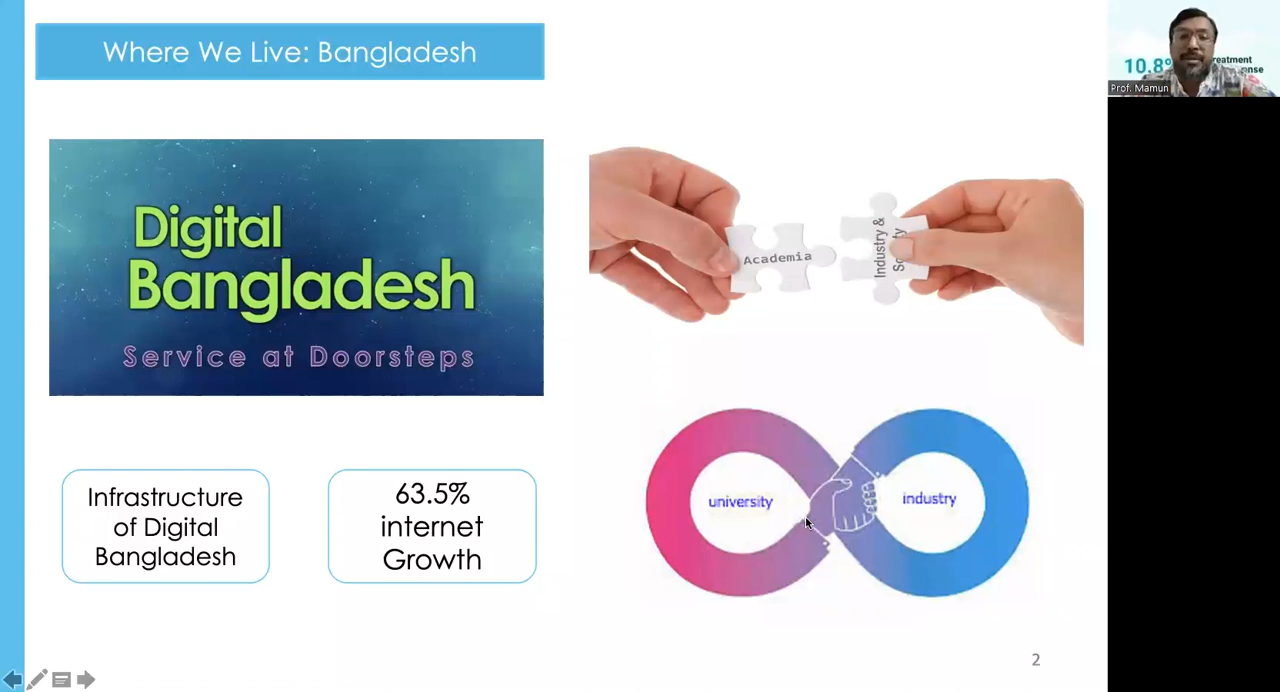 Where We Live: Bangladesh
Digital
Bangladesh
Service at Doorsteps
Infrastructure
of Digital
Bangladesh
63.5%
internet
Growth
Academia
Industry &
university
industry
2
10.8%
Prof. Mamun